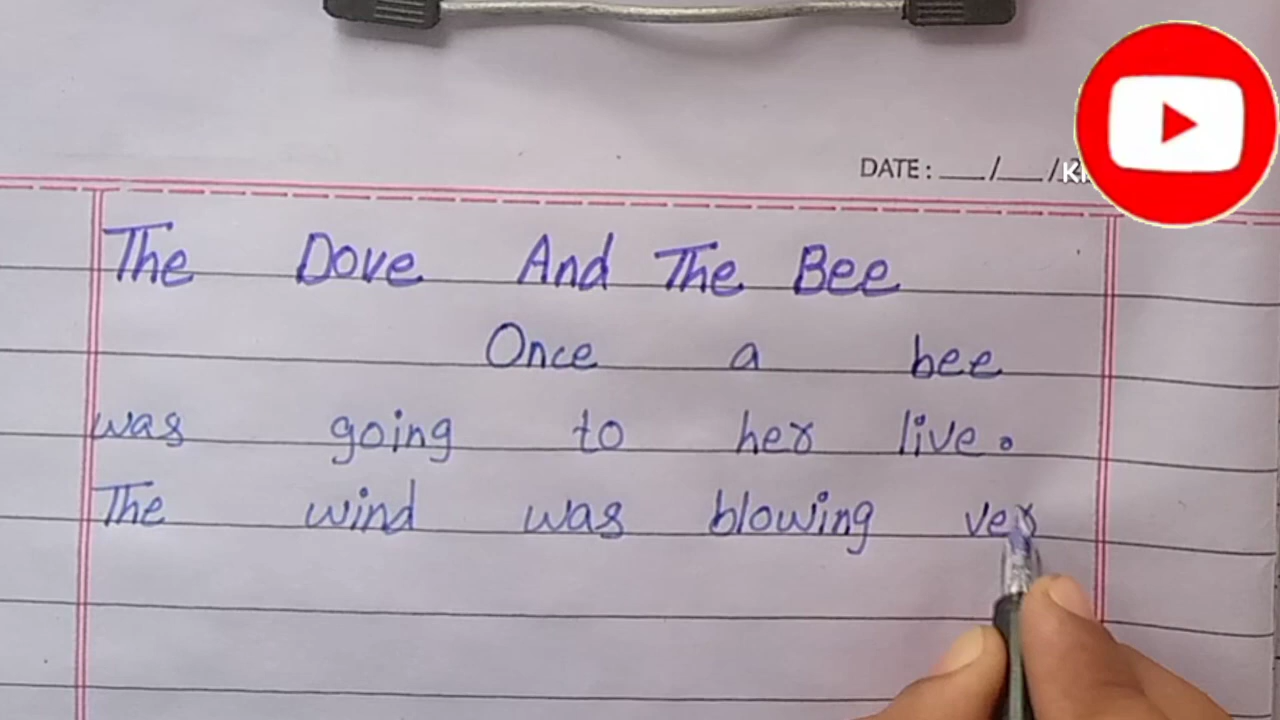 DATE: ___/___/
The Dove And The Bee
Once a bee
was going to her live.
The wind was blowing ver